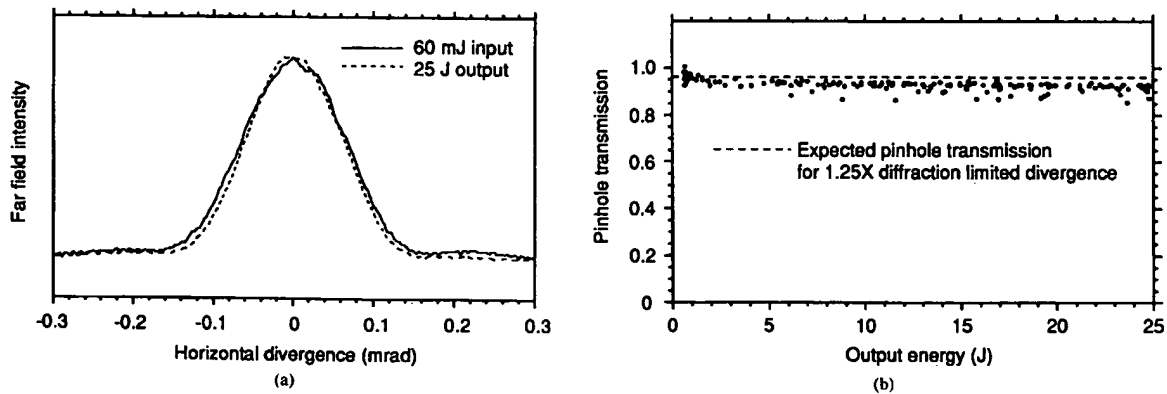 Far field intensity
60 mJ input
25 J output
-0.3 -0.2 -0.1 0 0.1 0.2 0.3
Horizontal divergence (mrad)
(a)
Pinhole transmission
1.0
0.8
0.6
0.4
0.2
0
Expected pinhole transmission
for 1.25X diffraction limited divergence
0 5 10 15 20 25
Output energy (J)
(b)